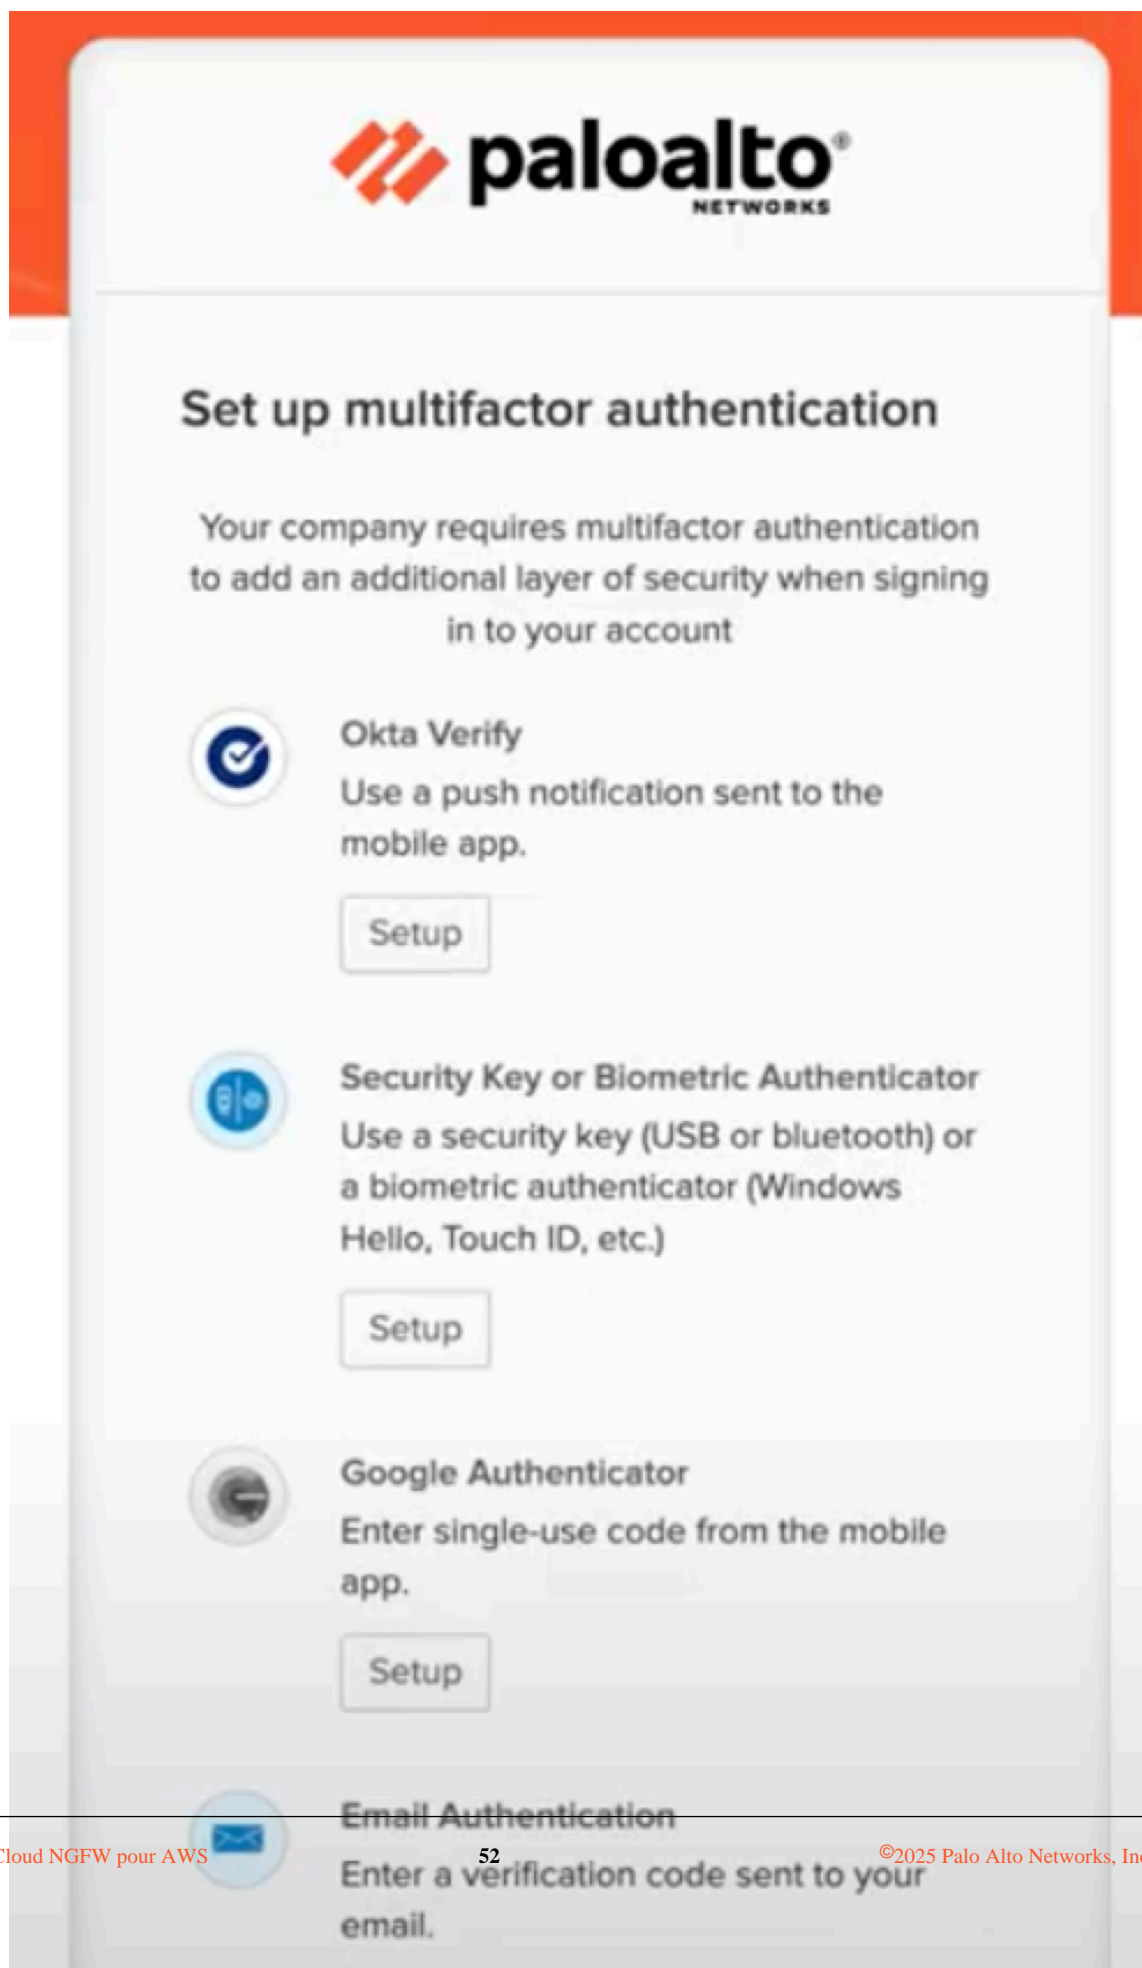 paloalto®
NETWORKS
Set up multifactor authentication
Your company requires multifactor authentication
to add an additional layer of security when signing
in to your account
Okta Verify
Use a push notification sent to the
mobile app.
Setup
Security Key or Biometric Authenticator
Use a security key (USB or bluetooth) or
a biometric authenticator (Windows
Hello, Touch ID, etc.)
Setup
Google Authenticator
Enter single-use code from the mobile
app.
Setup
Email Authentication
Cloud NGFW pour AWS 52 ©2025 Palo Alto Networks, Inc
Enter a verification code sent to your
email.